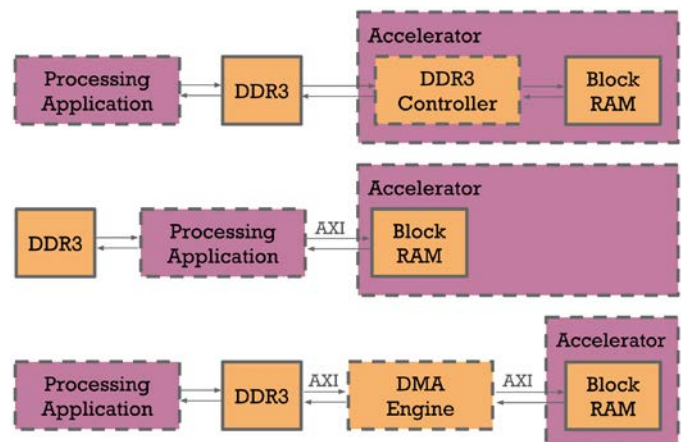 Accelerator
Processing
Application
DDR3
DDR3
Controller
Block
RAM
Accelerator
DDR3
Processing
Application
AXI
Block
RAM
Accelerator
Processing
Application
DDR3
AXI
DMA
Engine
AXI
Block
RAM